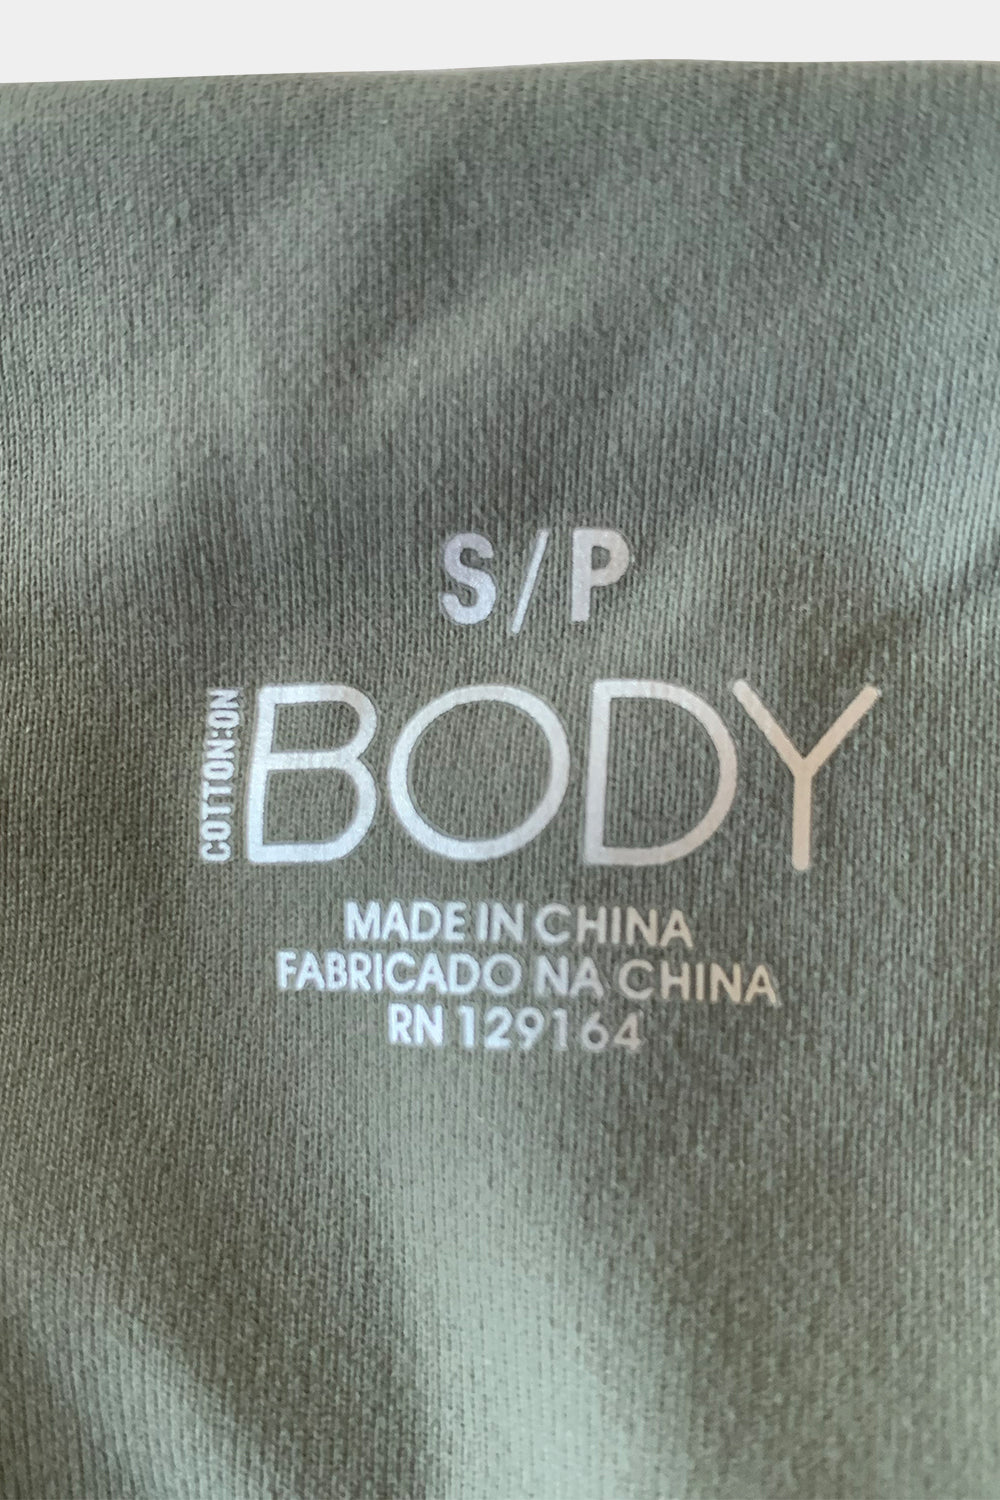 S/P
COTTON:ON
BODY
MADE IN CHINA
FABRICADO NA CHINA
RN 129164